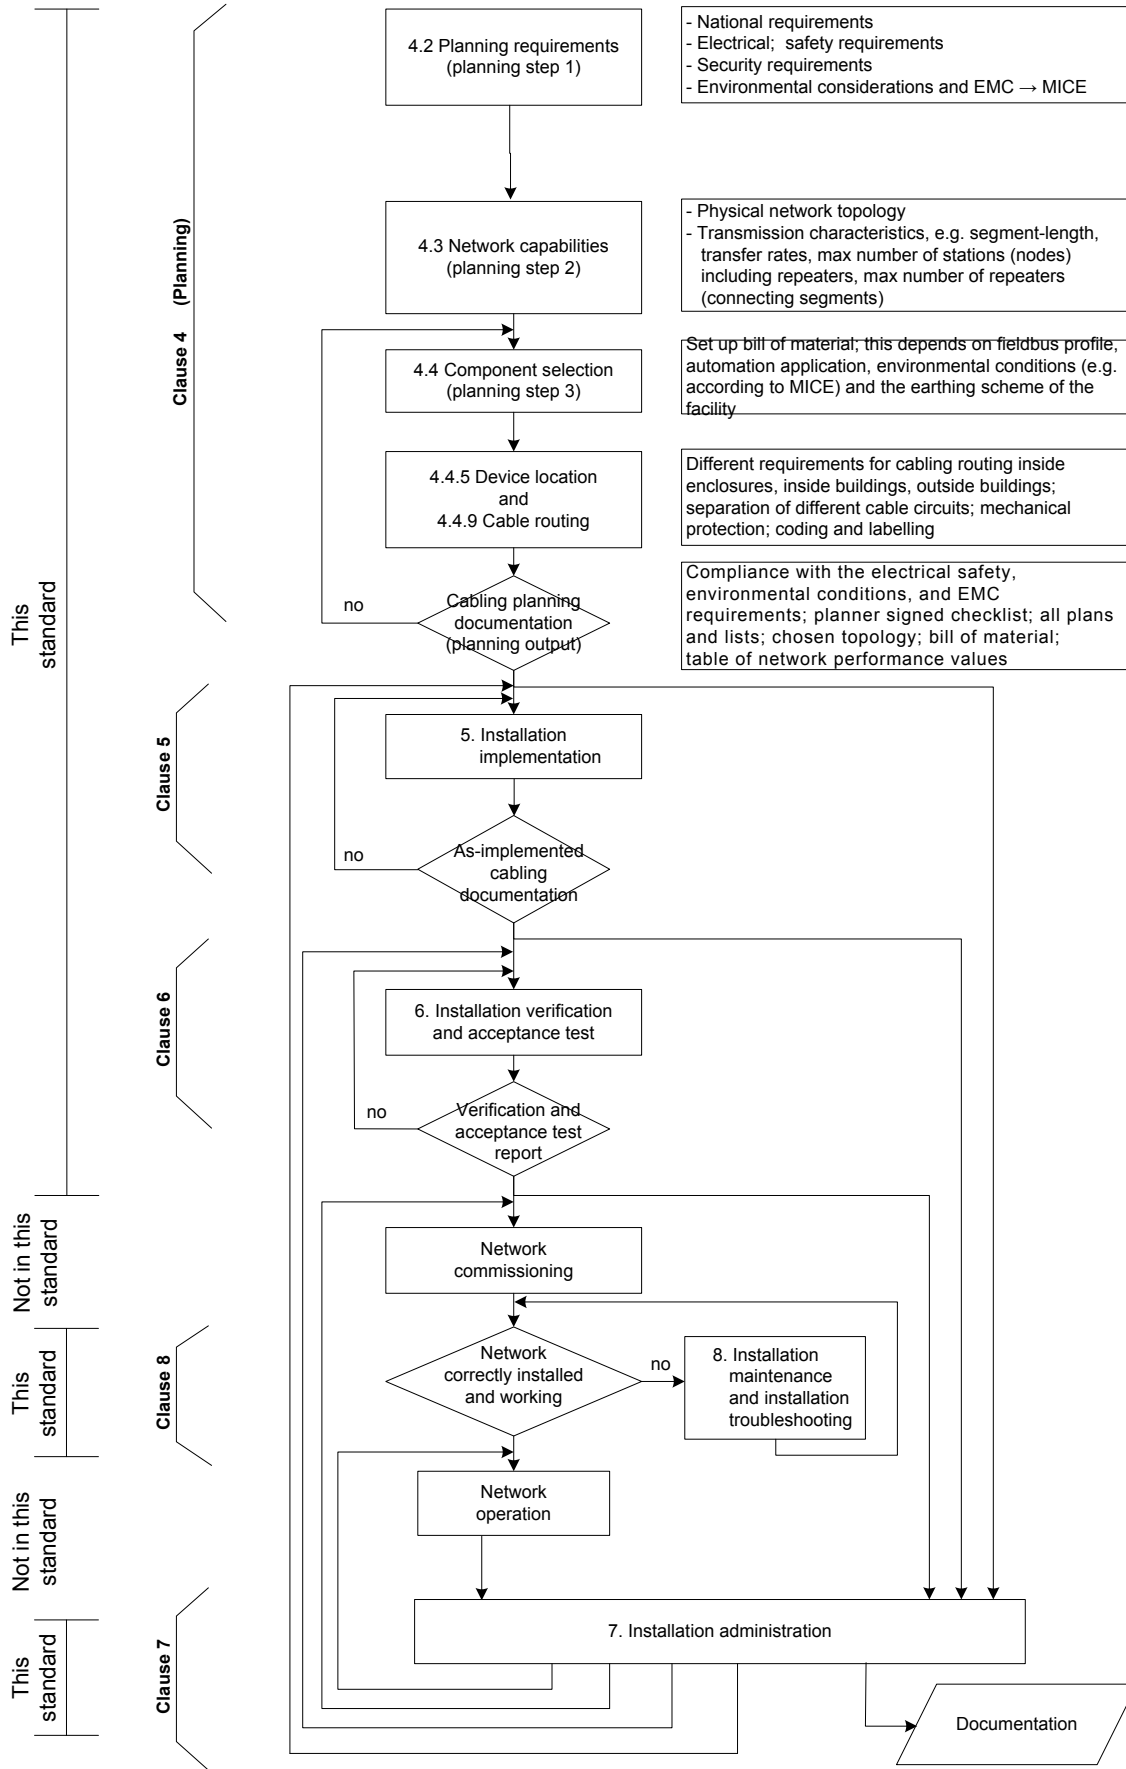 4.2 Planning requirements
(planning step 1)
- National requirements
- Electrical; safety requirements
- Security requirements
- Environmental considerations and EMC → MICE
4.3 Network capabilities
(planning step 2)
- Physical network topology
- Transmission characteristics, e.g. segment-length,
transfer rates, max number of stations (nodes)
including repeaters, max number of repeaters
(connecting segments)
Clause 4 (Planning)
4.4 Component selection
(planning step 3)
Set up bill of material; this depends on fieldbus profile,
automation application, environmental conditions (e.g.
according to MICE) and the earthing scheme of the
facility
4.4.5 Device location
and
4.4.9 Cable routing
Different requirements for cabling routing inside
enclosures, inside buildings, outside buildings;
separation of different cable circuits; mechanical
protection; coding and labelling
This
standard
no
Cabling planning
documentation
(planning output)
Compliance with the electrical safety,
environmental conditions, and EMC
requirements; planner signed checklist; all plans
and lists; chosen topology; bill of material;
table of network performance values
Clause 5
5. Installation
implementation
no
As-implemented
cabling
documentation
Clause 6
6. Installation verification
and acceptance test
no
Verification and
acceptance test
report
Not in this
standard
Network
commissioning
This
standard
Clause 8
Network
correctly installed
and working
no
8. Installation
maintenance
and installation
troubleshooting
Not in this
standard
Network
operation
This
standard
Clause 7
7. Installation administration
Documentation